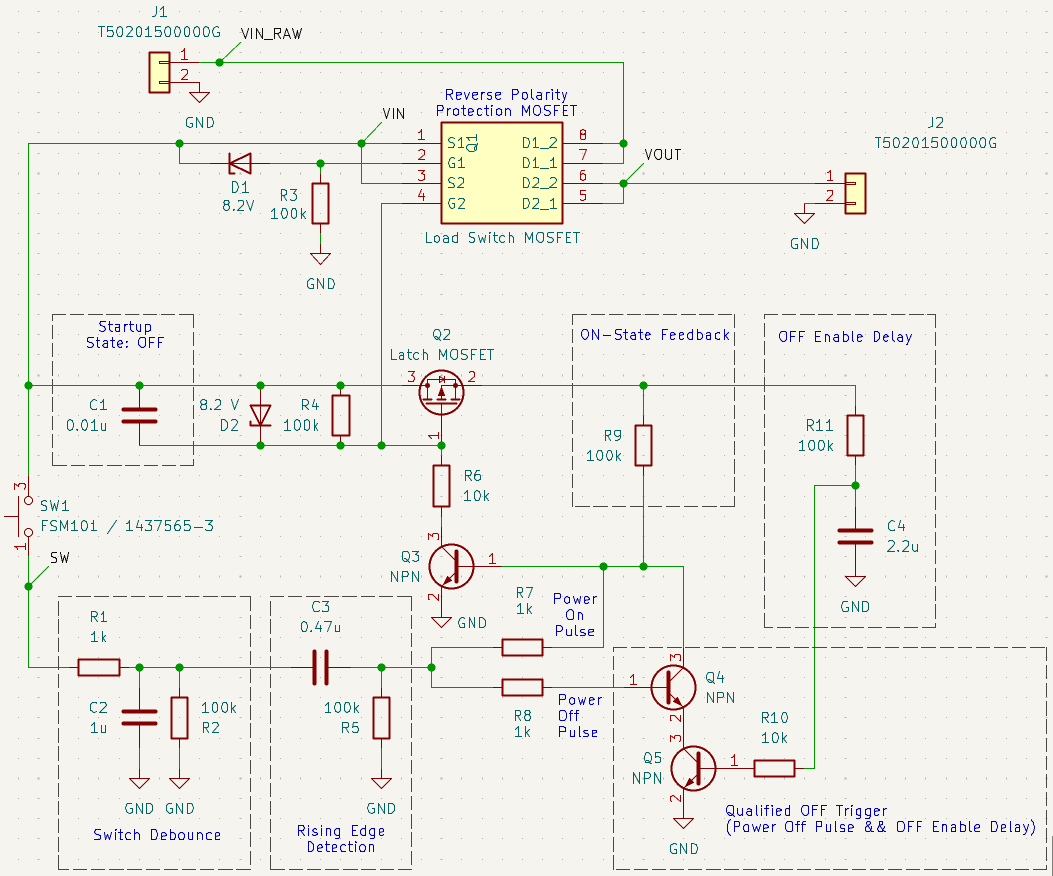 J1
T50201500000G
VIN_RAW
1
2
GND
Reverse Polarity
Protection MOSFET
VIN
1
S1
Q1
D1_2
8
2
G1
D1_1
7
3
S2
D2_2
6
4
G2
D2_1
5
VOUT
J2
T50201500000G
1
2
GND
D1
8.2V
R3
100k
GND
Load Switch MOSFET
Startup
State: OFF
C1
0.01u
8.2 V
D2
R4
100k
Q2
Latch MOSFET
3
2
1
ON-State Feedback
R9
100k
OFF Enable Delay
R11
100k
C4
2.2u
GND
R6
10k
3
SW1
FSM101 / 1437565-3
1
SW
3
Q3
NPN
1
2
GND
R7
1k
Power
On
Pulse
R1
1k
C2
1u
100k
R2
GND
GND
Switch Debounce
C3
0.47u
100k
R5
GND
Rising Edge
Detection
R8
1k
Power
Off
Pulse
3
1
Q4
NPN
2
3
Q5
NPN
1
R10
10k
2
GND
Qualified OFF Trigger
(Power Off Pulse && OFF Enable Delay)